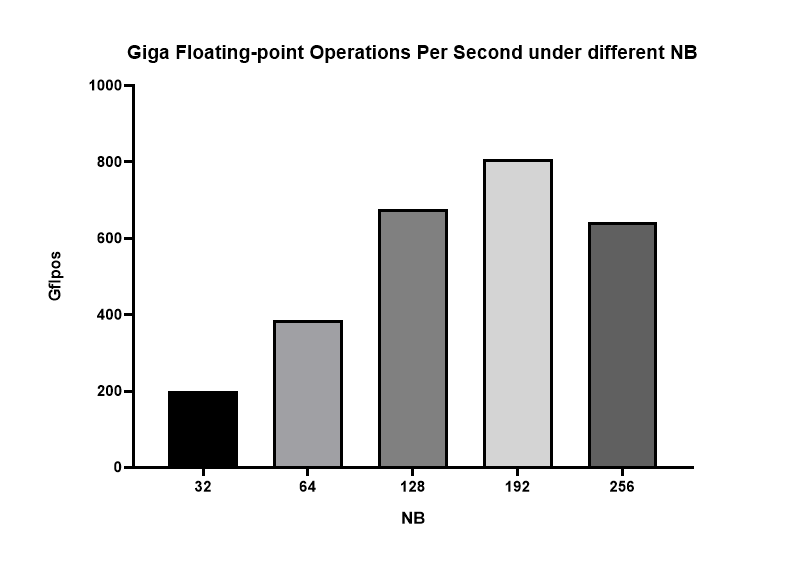 Giga Floating-point Operations Per Second under different NB
1000
800
600
400
200
0
Gflpos
32 64 128 192 256
NB